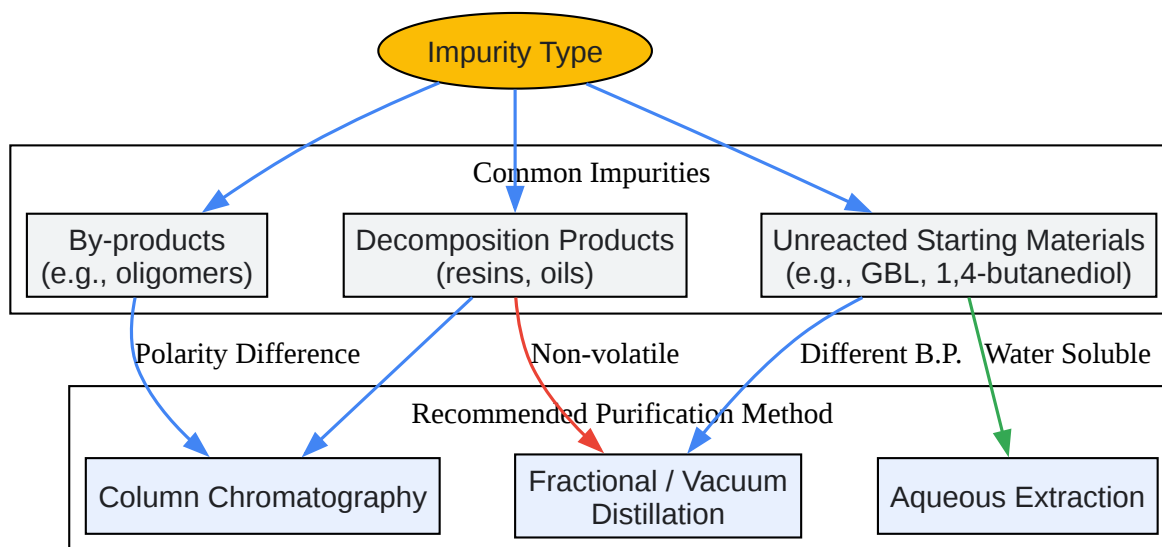 Impurity Type
Common Impurities
By-products
(e.g., oligomers)
Decomposition Products
(resins, oils)
Unreacted Starting Materials
(e.g., GBL, 1,4-butanediol)
Polarity Difference
Non-volatile
Different B.P.
Water Soluble
Recommended Purification Method
Column Chromatography
Fractional / Vacuum
Distillation
Aqueous Extraction